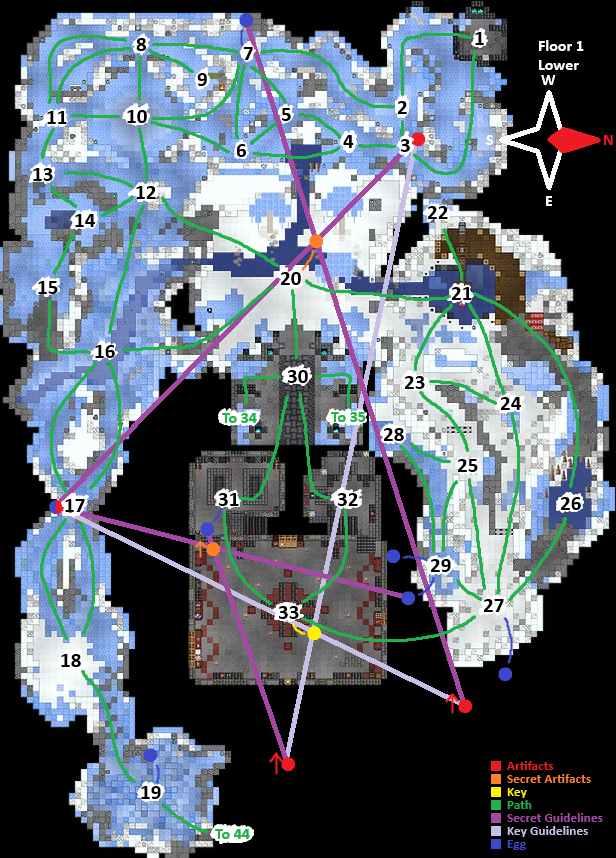 1
Floor 1
Lower
W
S
N
E
8
7
9
11
10
5
2
6
4
3
13
12
14
22
20
21
15
16
30
23
24
To 34
To 35
28
25
31
32
17
26
29
33
27
18
19
To 44
Artifacts
Secret Artifacts
Key
Path
Secret Guidelines
Key Guidelines
Egg